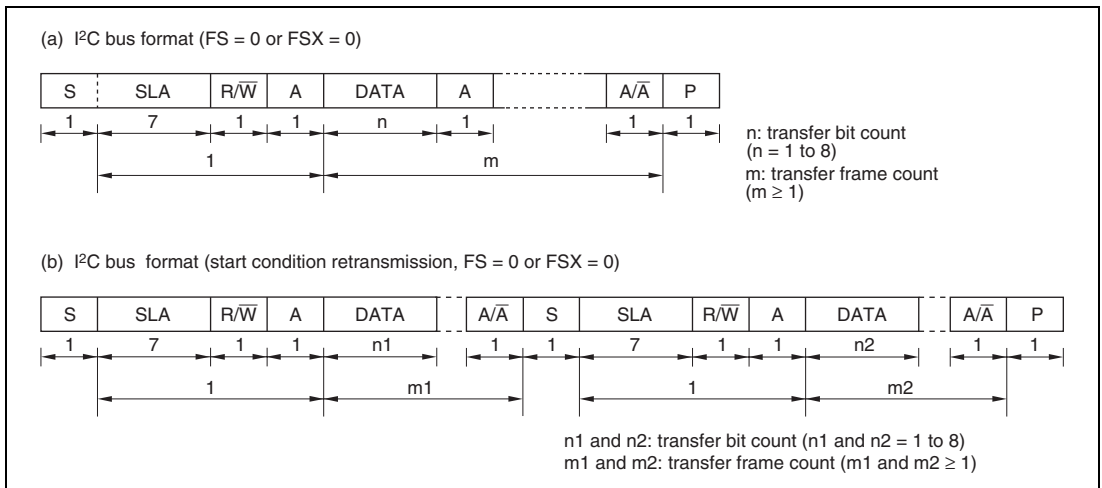 (a) I²C bus format (FS = 0 or FSX = 0)
S SLA R/W̅ A DATA A A/A̅ P
1 7 1 1 n 1 1 1
1 m
n: transfer bit count
(n = 1 to 8)
m: transfer frame count
(m ≥ 1)
(b) I²C bus format (start condition retransmission, FS = 0 or FSX = 0)
S SLA R/W̅ A DATA A/A̅ S SLA R/W̅ A DATA A/A̅ P
1 7 1 1 n1 1 1 7 1 1 n2 1 1
1 m1 1 m2
n1 and n2: transfer bit count (n1 and n2 = 1 to 8)
m1 and m2: transfer frame count (m1 and m2 ≥ 1)